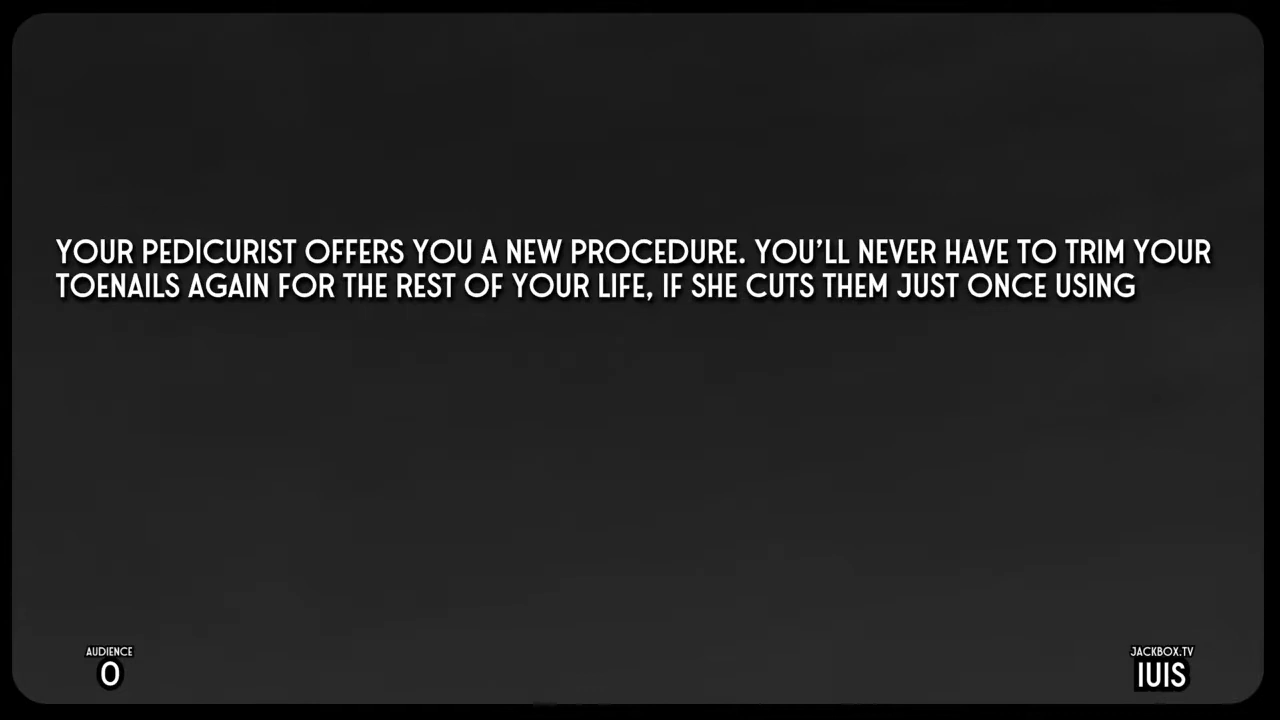 YOUR PEDICURIST OFFERS YOU A NEW PROCEDURE. YOU'LL NEVER HAVE TO TRIM YOUR
TOENAILS AGAIN FOR THE REST OF YOUR LIFE, IF SHE CUTS THEM JUST ONCE USING
AUDIENCE
0
JACKBOX.TV
IUIS